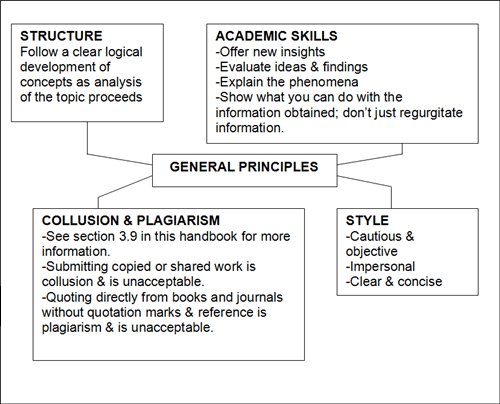 STRUCTURE
Follow a clear logical
development of
concepts as analysis
of the topic proceeds
ACADEMIC SKILLS
-Offer new insights
-Evaluate ideas & findings
-Explain the phenomena
-Show what you can do with the
information obtained; don't just regurgitate
information.
GENERAL PRINCIPLES
COLLUSION & PLAGIARISM
-See section 3.9 in this handbook for more
information.
-Submitting copied or shared work is
collusion & is unacceptable.
-Quoting directly from books and journals
without quotation marks & reference is
plagiarism & is unacceptable.
STYLE
-Cautious &
objective
-Impersonal
-Clear & concise